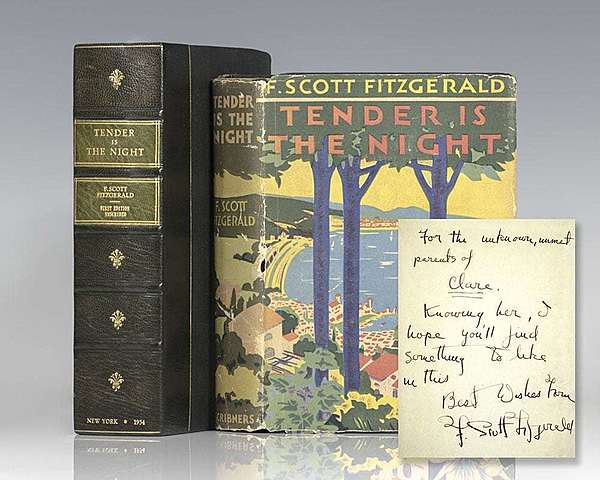 TENDER
IS
THE NIGHT
F. SCOTT
FITZGERALD
FIRST EDITION
INSCRIBED
NEW YORK • 1934
TENDER
IS THE
NIGHT
F. SCOTT
FITZGERALD
SCRIBNERS
F. SCOTT FITZGERALD
TENDER IS
THE NIGHT
For the unknown, unmet
parents of
Clare.
Knowing her, I
hope you'll find
something to like
in this
Best Wishes From
F. Scott Fitzgerald